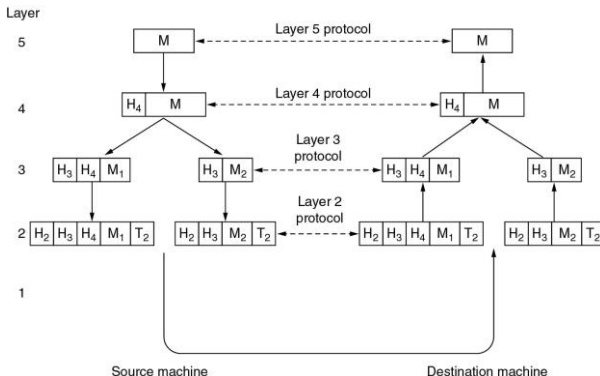 Layer
5 M Layer 5 protocol M
4 H₄ M Layer 4 protocol H₄ M
Layer 3
protocol
3 H₃ H₄ M₁ H₃ M₂ H₃ H₄ M₁ H₃ M₂
Layer 2
protocol
2 H₂ H₃ H₄ M₁ T₂ H₂ H₃ M₂ T₂ H₂ H₃ H₄ M₁ T₂ H₂ H₃ M₂ T₂
1
Source machine Destination machine